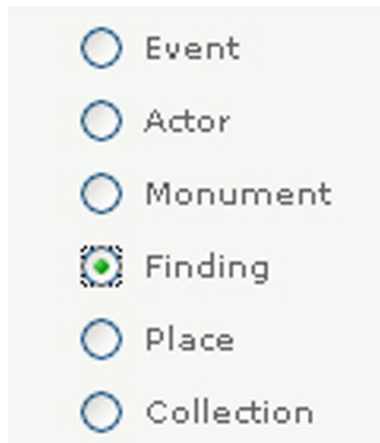 Event
Actor
Monument
Finding
Place
Collection